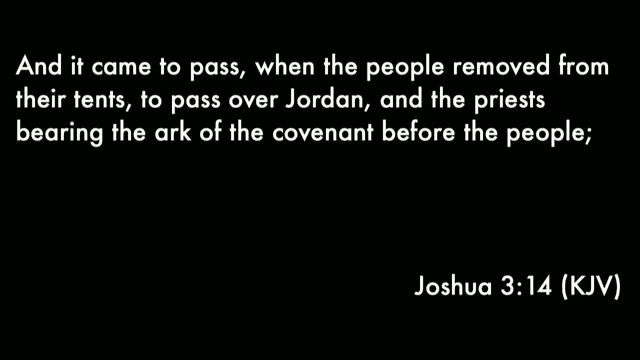 And it came to pass, when the people removed from
their tents, to pass over Jordan, and the priests
bearing the ark of the covenant before the people;
Joshua 3:14 (KJV)